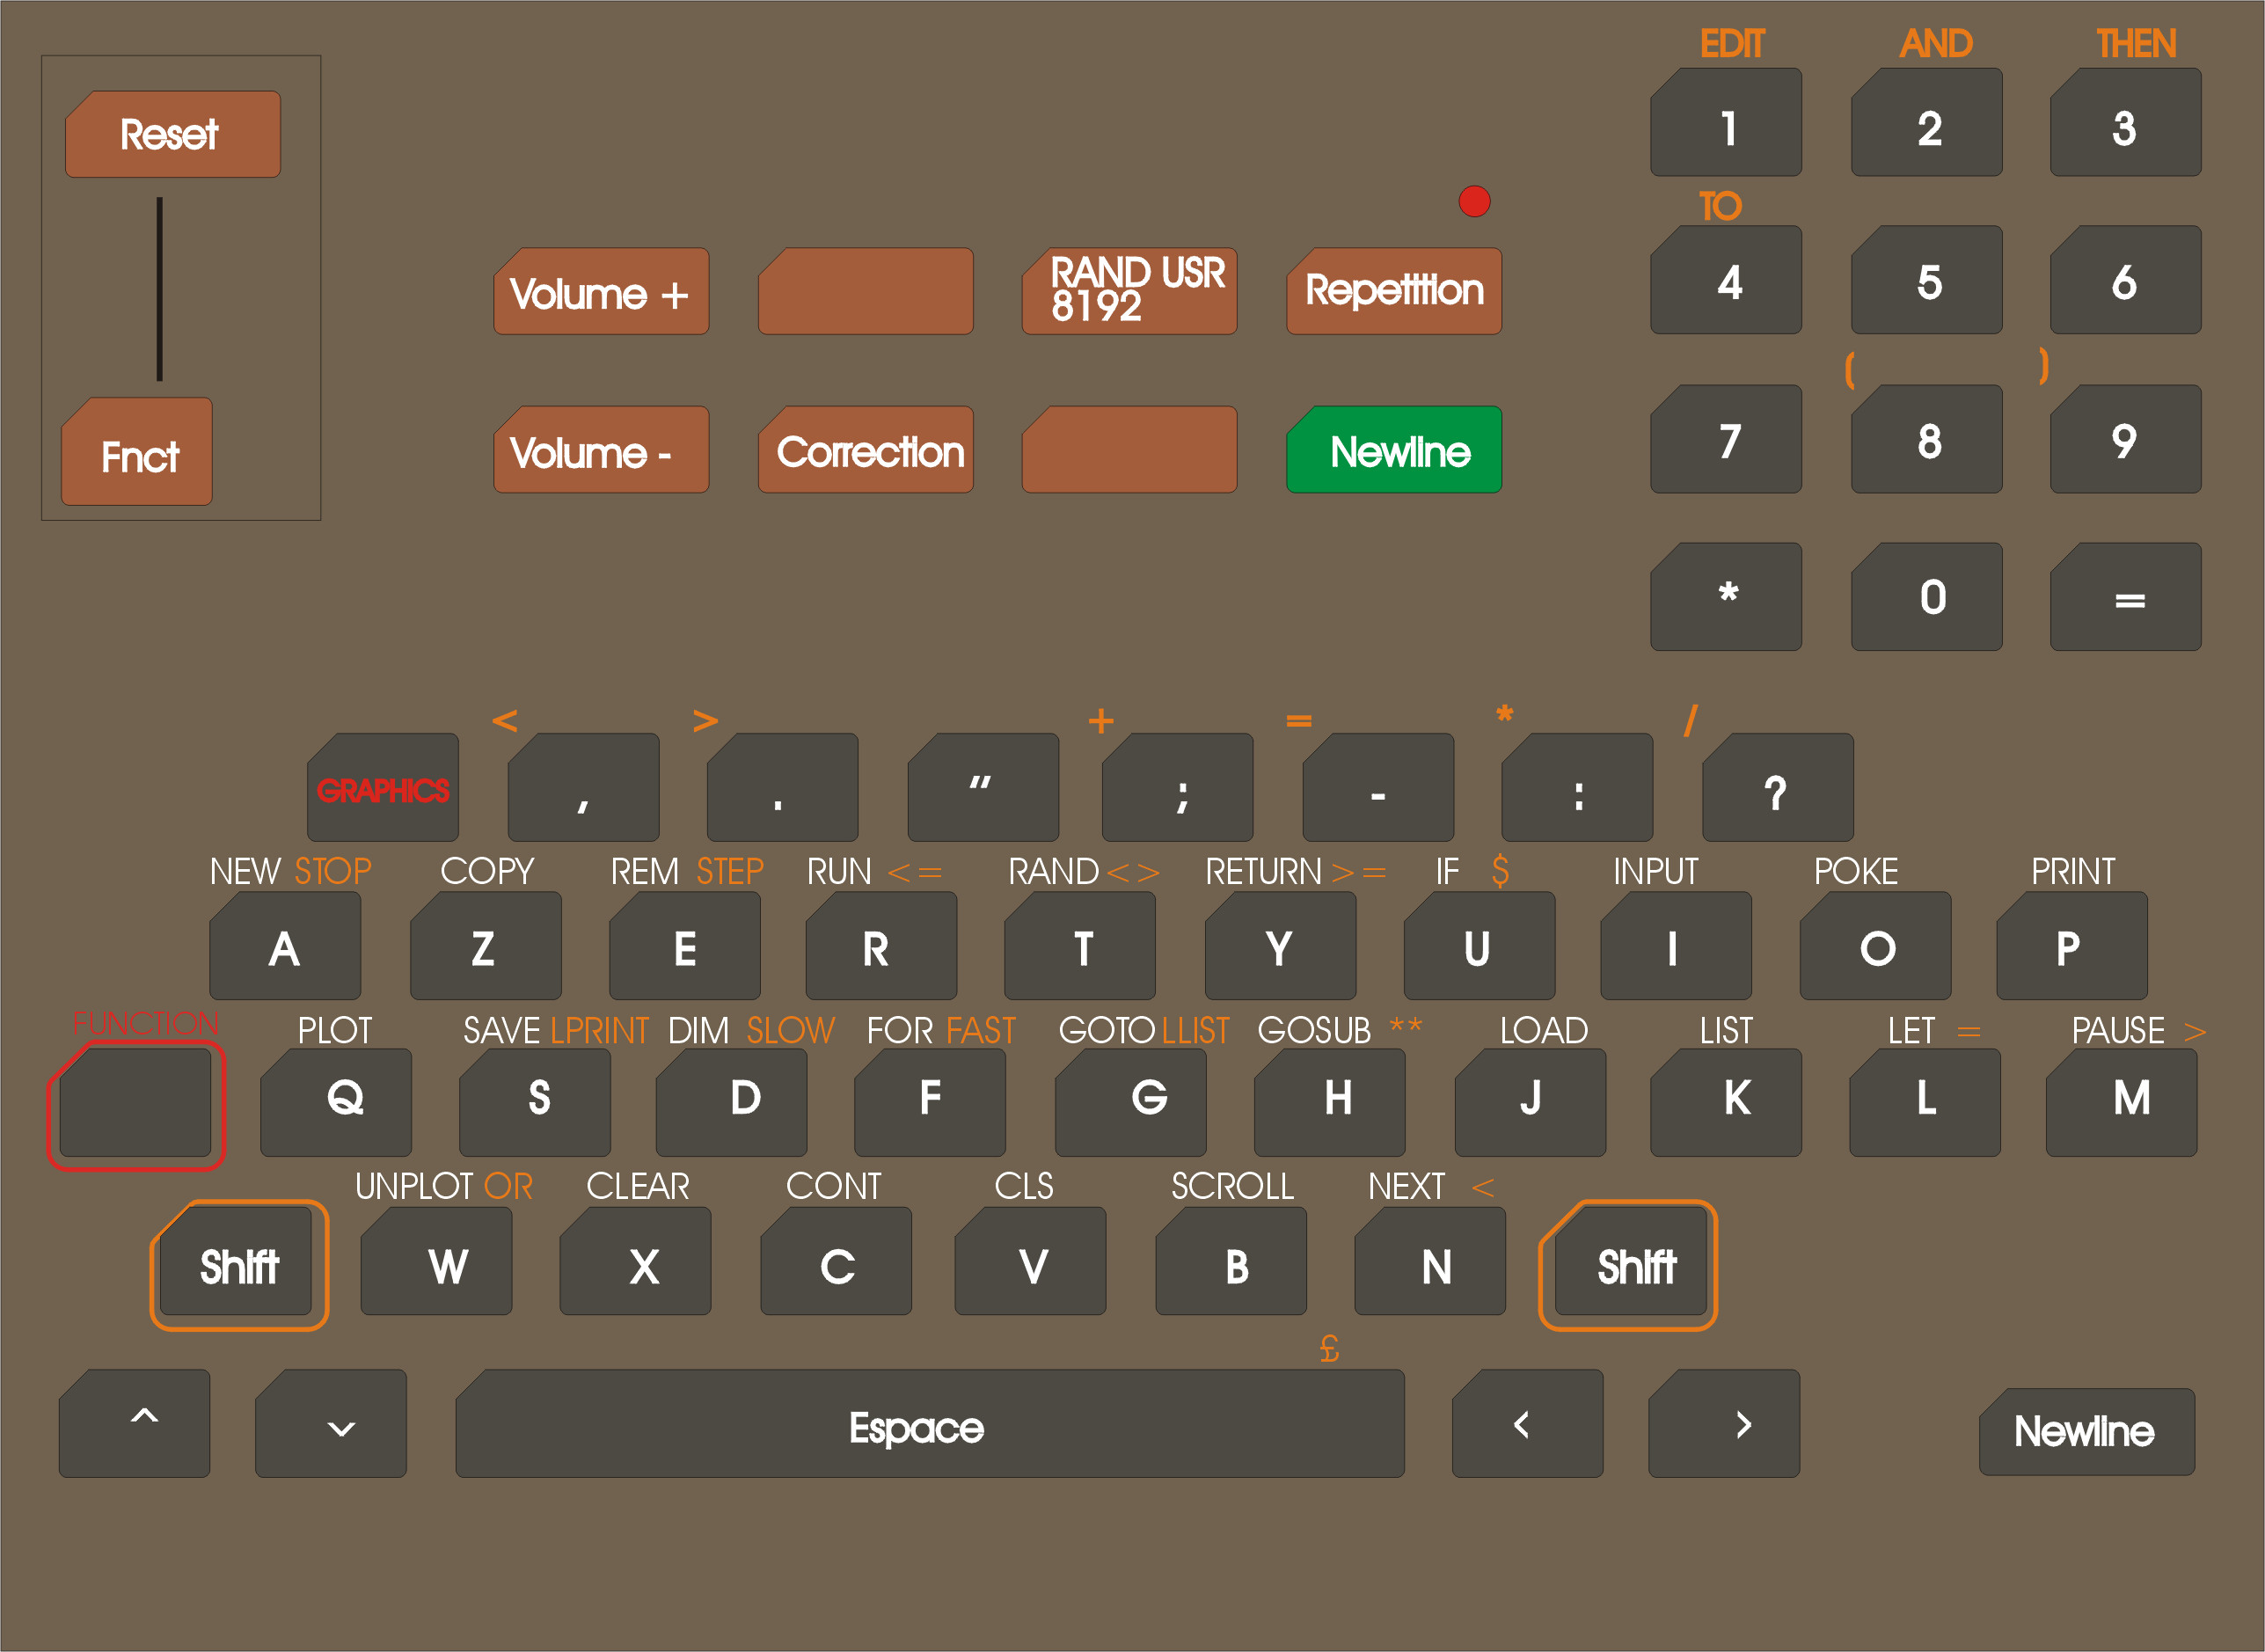 EDIT AND THEN
Reset 1 2 3
TO
Volume + RAND USR Repetition 4 5 6
8192
( )
Fnct Volume - Correction Newline 7 8 9
* 0 =
< > + = * /
GRAPHICS , . “ ; - : ?
NEW STOP COPY REM STEP RUN <= RAND <> RETURN >= IF $ INPUT POKE PRINT
A Z E R T Y U I O P
FUNCTION PLOT SAVE LPRINT DIM SLOW FOR FAST GOTO LLIST GOSUB ** LOAD LIST LET = PAUSE >
Q S D F G H J K L M
UNPLOT OR CLEAR CONT CLS SCROLL NEXT <
Shift W X C V B N Shift
£
^ ⌄ Espace < > Newline